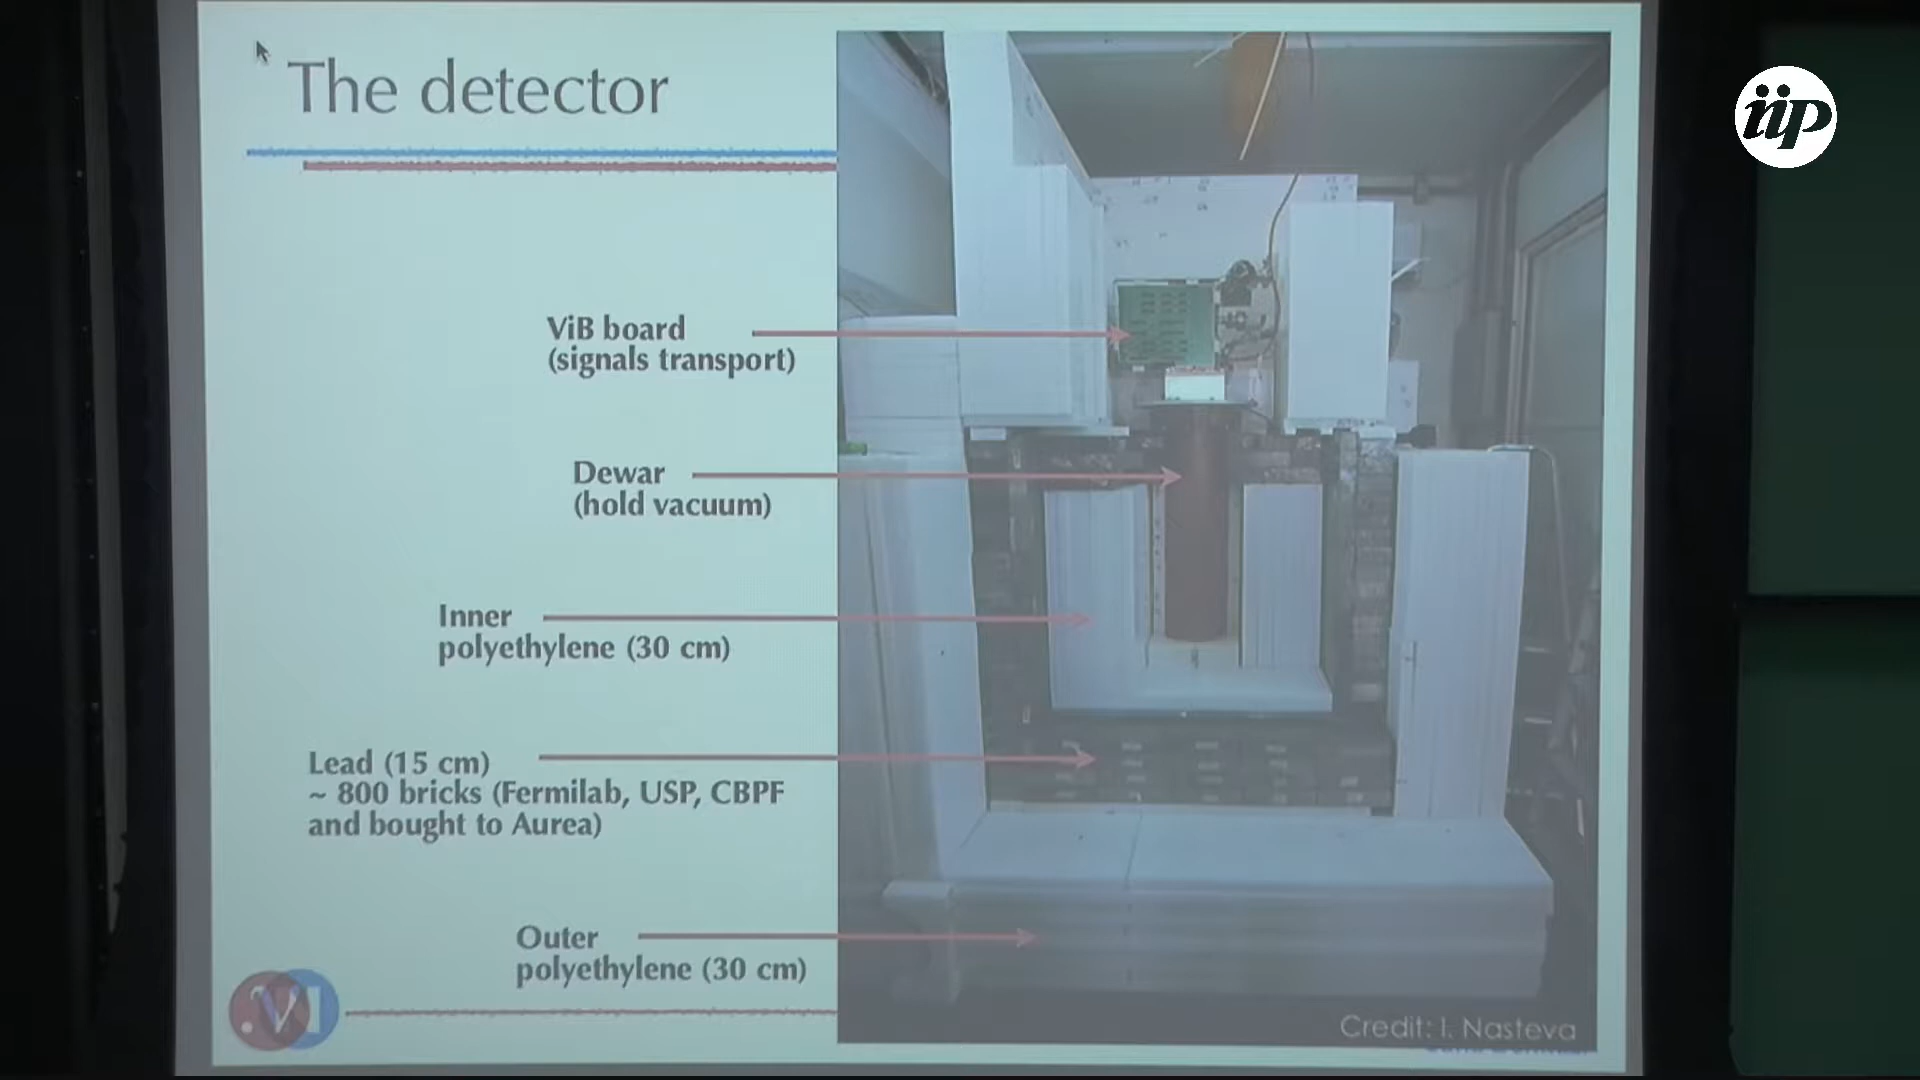 The detector
iip
ViB board
(signals transport)
Dewar
(hold vacuum)
Inner
polyethylene (30 cm)
Lead (15 cm)
~ 800 bricks (Fermilab, USP, CBPF
and bought to Aurea)
Outer
polyethylene (30 cm)
Credit: I. Nasteva